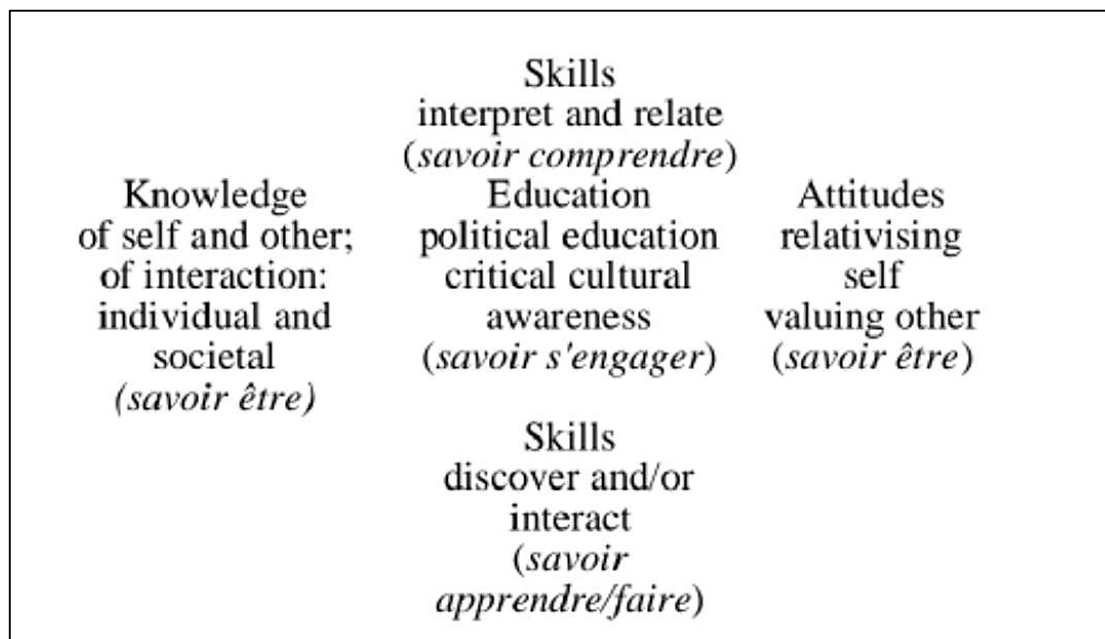 Skills
interpret and relate
(savoir comprendre)
Knowledge
of self and other;
of interaction:
individual and
societal
(savoir être)
Education
political education
critical cultural
awareness
(savoir s'engager)
Attitudes
relativising
self
valuing other
(savoir être)
Skills
discover and/or
interact
(savoir
apprendre/faire)